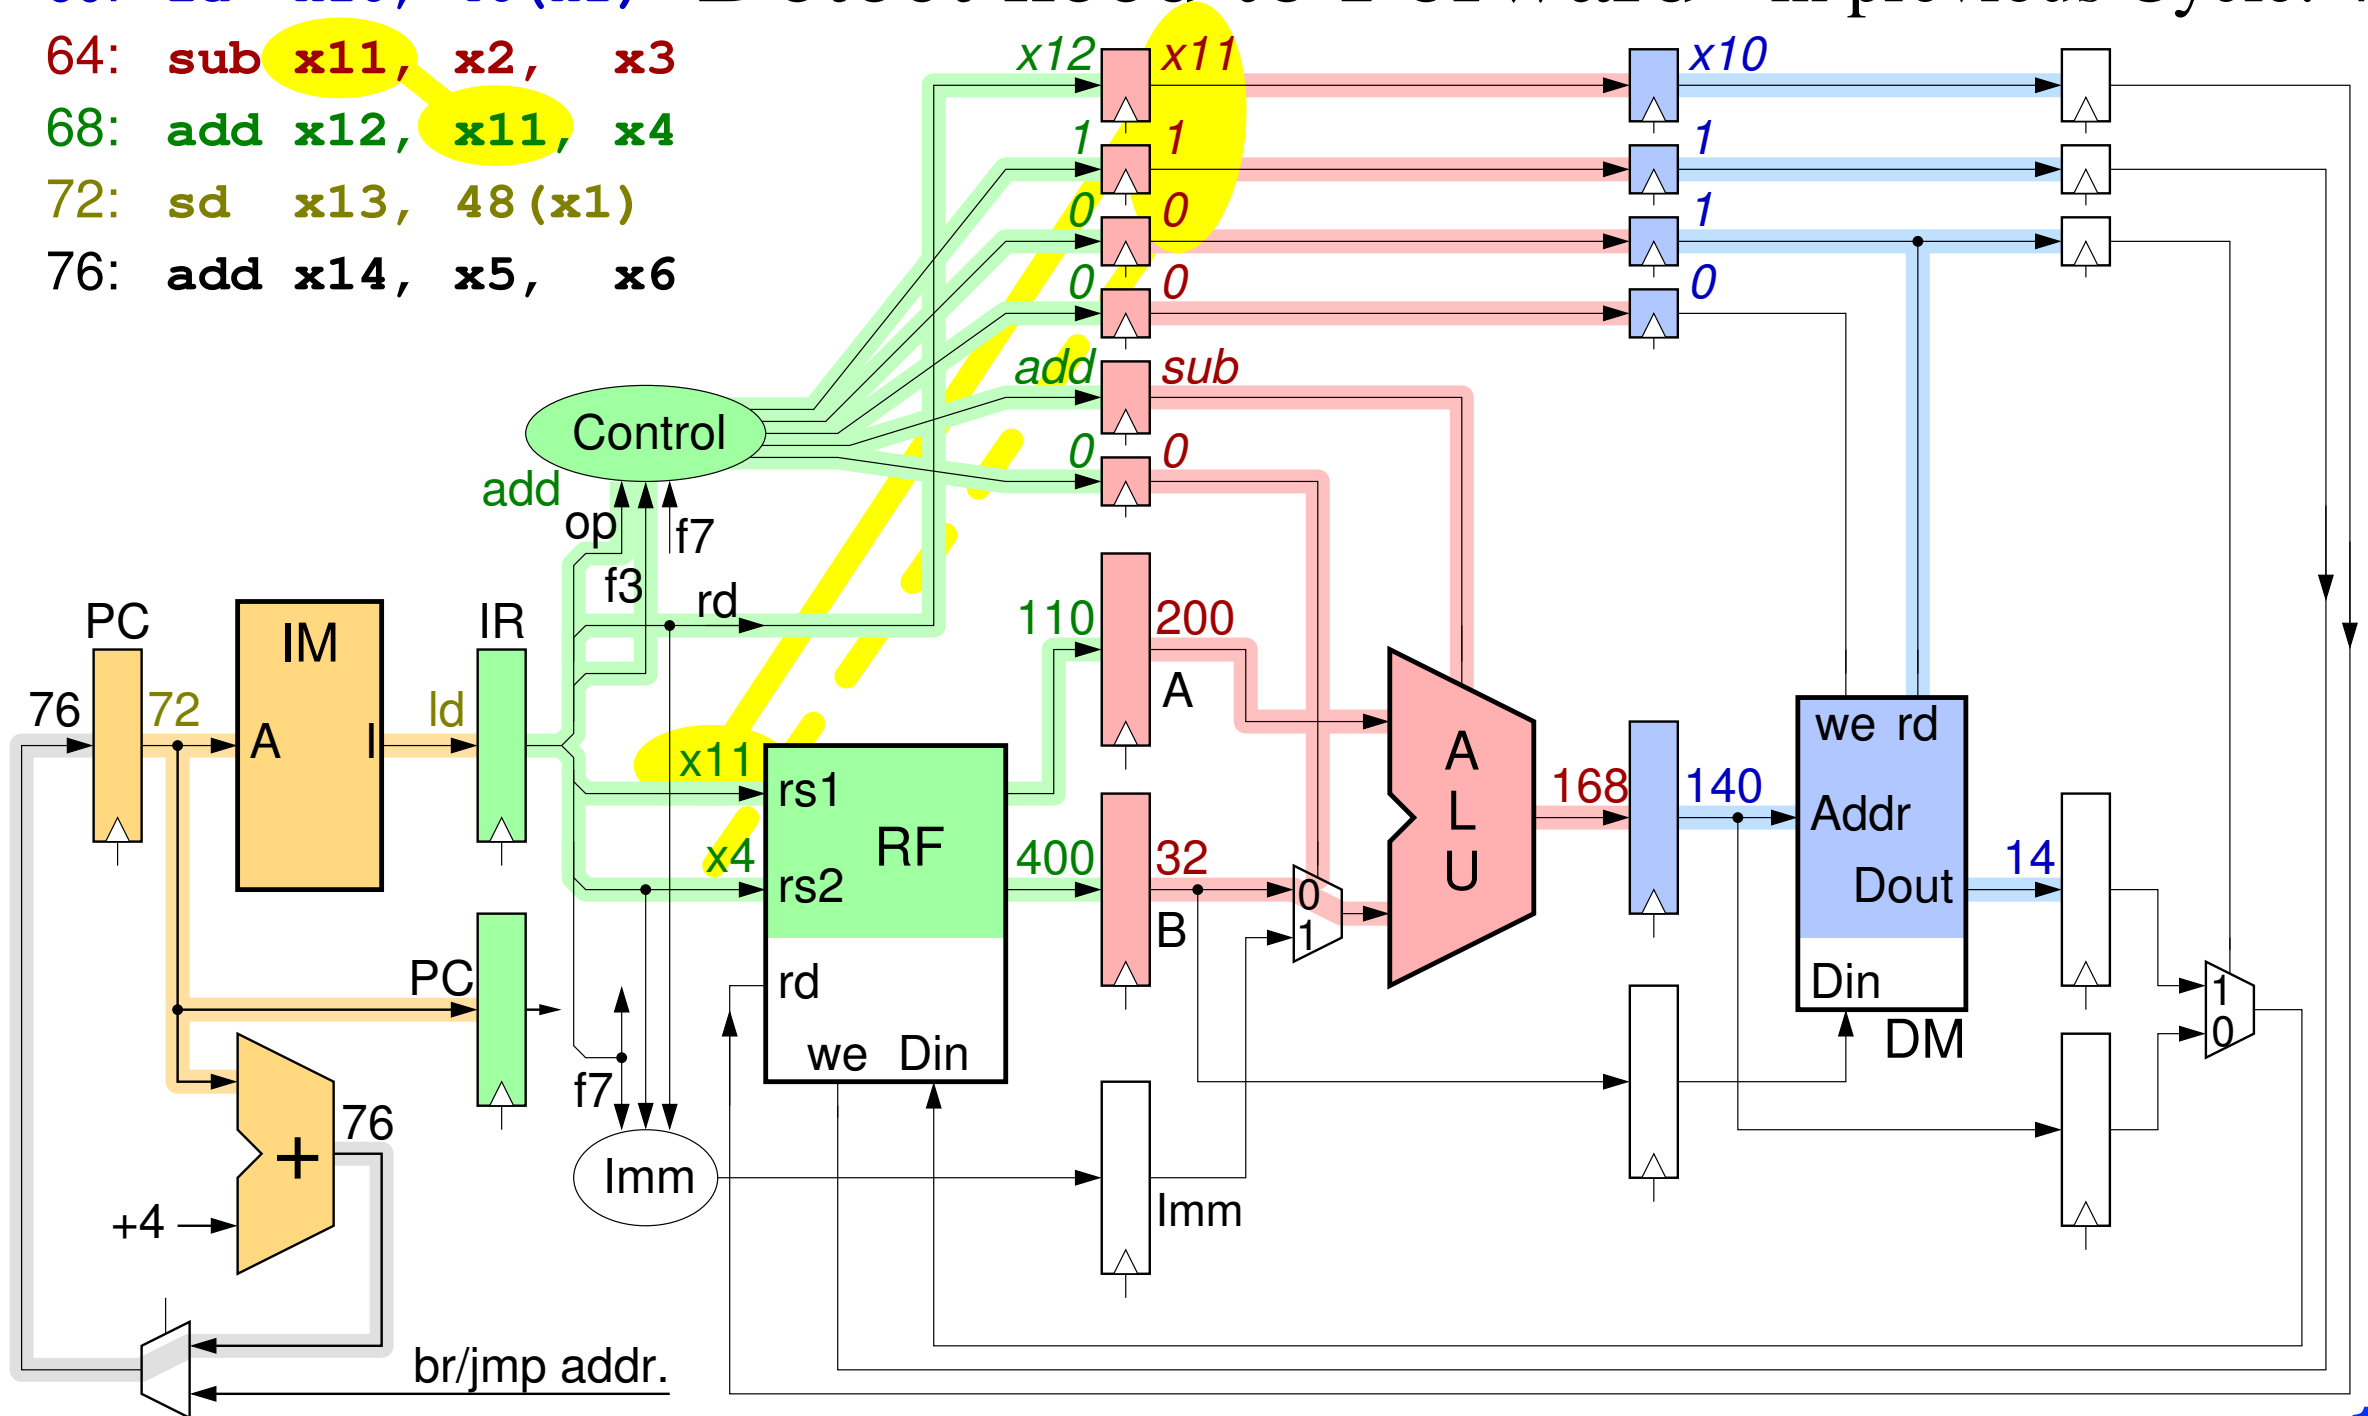 64: sub x11, x2, x3
68: add x12, x11, x4
72: sd x13, 48(x1)
76: add x14, x5, x6
x12 x11 x10
1 1 1
0 0 1
0 0 0
add sub
0 0
Control
add
op
f7
f3
rd
PC
IM
IR
76
72
A I
ld
x11
rs1
x4
rs2
RF
rd
we Din
110 200
A
400 32
B
0
1
A
L
U
168
140
we rd
Addr
Dout
14
Din
DM
1
0
PC
f7
76
+
+4
Imm
Imm
br/jmp addr.